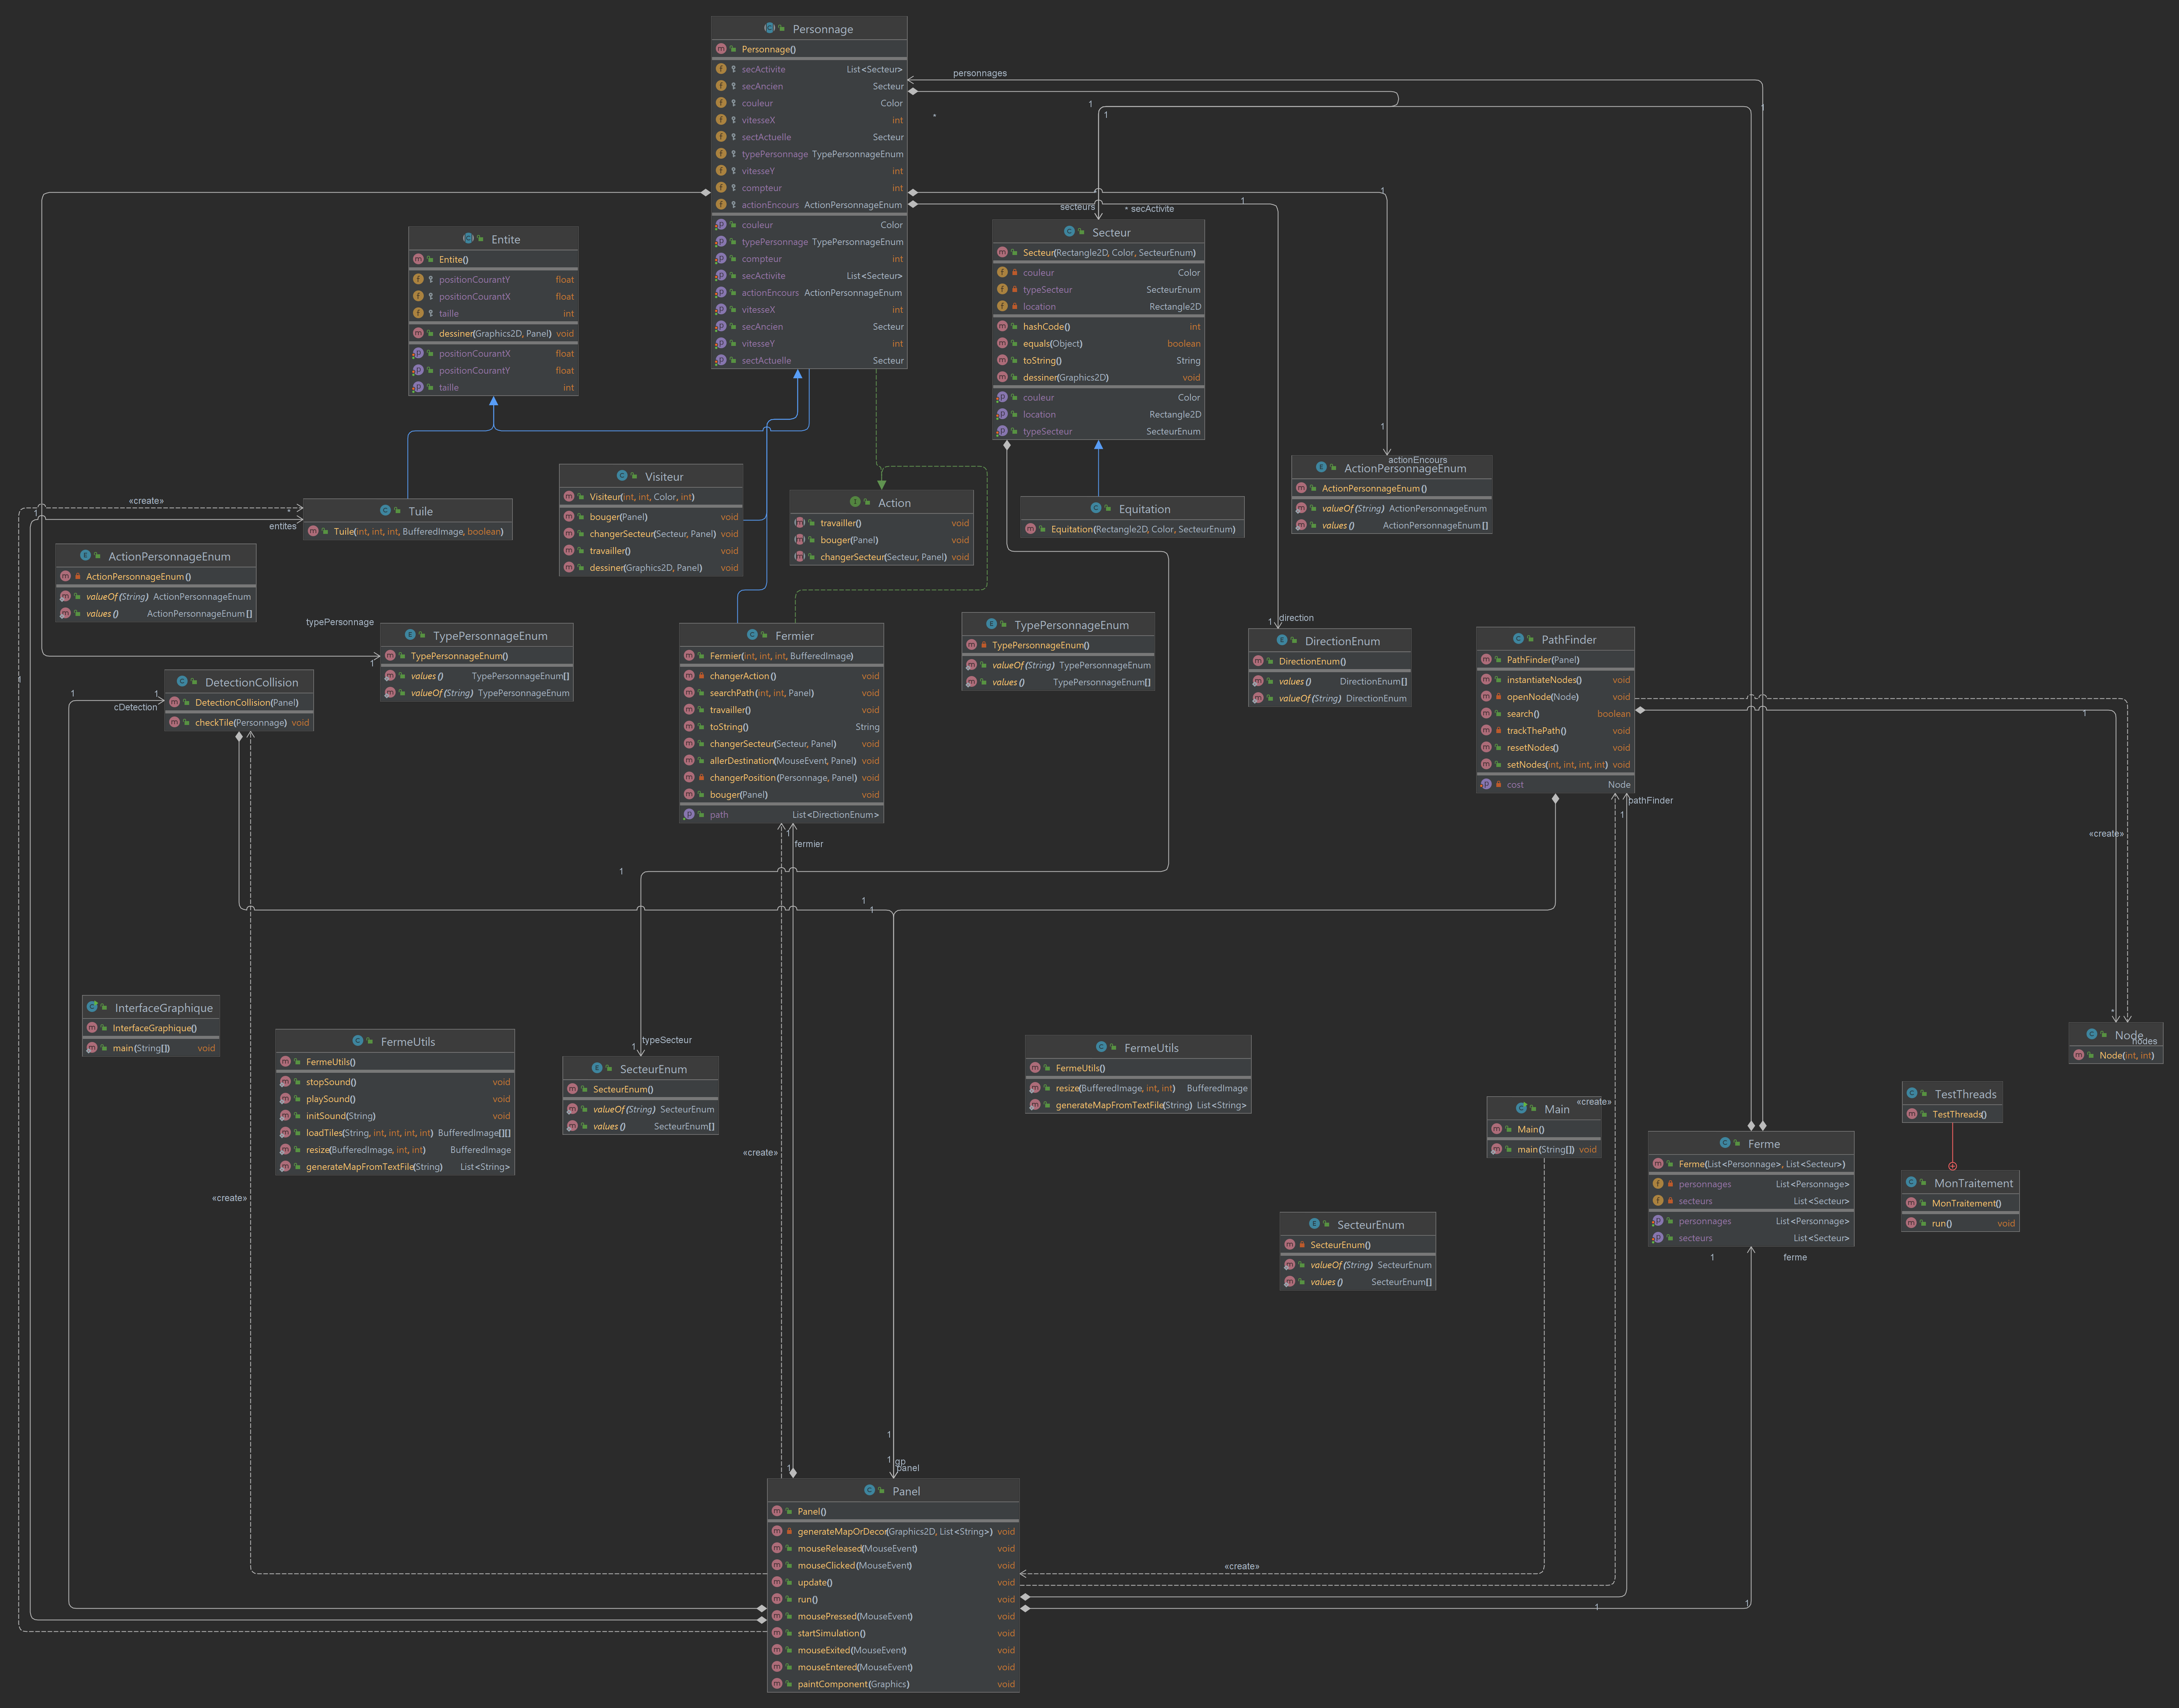 Personnage
Personnage()
secActivite List<Secteur>
secAncien Secteur
couleur Color
vitesseX int
sectActuelle Secteur
typePersonnage TypePersonnageEnum
vitesseY int
compteur int
actionEncours ActionPersonnageEnum
couleur Color
typePersonnage TypePersonnageEnum
compteur int
secActivite List<Secteur>
actionEncours ActionPersonnageEnum
vitesseX int
secAncien Secteur
vitesseY int
sectActuelle Secteur
personnages
1
1
1
*
1
1
secteurs
* secActivite
Entite
Entite()
positionCourantY float
positionCourantX float
taille int
dessiner(Graphics2D, Panel) void
positionCourantX float
positionCourantY float
taille int
Secteur
Secteur(Rectangle2D, Color, SecteurEnum)
couleur Color
typeSecteur SecteurEnum
location Rectangle2D
hashCode() int
equals(Object) boolean
toString() String
dessiner(Graphics2D) void
couleur Color
location Rectangle2D
typeSecteur SecteurEnum
1
actionEncours
ActionPersonnageEnum
ActionPersonnageEnum()
valueOf(String) ActionPersonnageEnum
values() ActionPersonnageEnum[]
Visiteur
Visiteur(int, int, Color, int)
bouger(Panel) void
changerSecteur(Secteur, Panel) void
travailler() void
dessiner(Graphics2D, Panel) void
Action
travailler() void
bouger(Panel) void
changerSecteur(Secteur, Panel) void
Equitation
Equitation(Rectangle2D, Color, SecteurEnum)
«create»
*
1
entites
Tuile
Tuile(int, int, int, BufferedImage, boolean)
ActionPersonnageEnum
ActionPersonnageEnum()
valueOf(String) ActionPersonnageEnum
values() ActionPersonnageEnum[]
typePersonnage
1
TypePersonnageEnum
TypePersonnageEnum()
values() TypePersonnageEnum[]
valueOf(String) TypePersonnageEnum
Fermier
Fermier(int, int, int, BufferedImage)
changerAction() void
searchPath(int, int, Panel) void
travailler() void
toString() String
changerSecteur(Secteur, Panel) void
allerDestination(MouseEvent, Panel) void
changerPosition(Personnage, Panel) void
bouger(Panel) void
path List<DirectionEnum>
TypePersonnageEnum
TypePersonnageEnum()
valueOf(String) TypePersonnageEnum
values() TypePersonnageEnum[]
1
direction
DirectionEnum
DirectionEnum()
values() DirectionEnum[]
valueOf(String) DirectionEnum
PathFinder
PathFinder(Panel)
instantiateNodes() void
openNode(Node) void
search() boolean
trackThePath() void
resetNodes() void
setNodes(int, int, int, int) void
cost Node
1
1
1
cDetection
DetectionCollision
DetectionCollision(Panel)
checkTile(Personnage) void
1
1
pathFinder
1
«create»
1
fermier
1
1
1
InterfaceGraphique
InterfaceGraphique()
main(String[]) void
FermeUtils
FermeUtils()
stopSound() void
playSound() void
initSound(String) void
loadTiles(String, int, int, int, int) BufferedImage[][]
resize(BufferedImage, int, int) BufferedImage
generateMapFromTextFile(String) List<String>
typeSecteur
1
SecteurEnum
SecteurEnum()
valueOf(String) SecteurEnum
values() SecteurEnum[]
FermeUtils
FermeUtils()
resize(BufferedImage, int, int) BufferedImage
generateMapFromTextFile(String) List<String>
*
Node
nodes
Node(int, int)
Main
Main()
main(String[]) void
«create»
TestThreads
TestThreads()
MonTraitement
MonTraitement()
run() void
Ferme
Ferme(List<Personnage>, List<Secteur>)
personnages List<Personnage>
secteurs List<Secteur>
personnages List<Personnage>
secteurs List<Secteur>
1
ferme
«create»
«create»
SecteurEnum
SecteurEnum()
valueOf(String) SecteurEnum
values() SecteurEnum[]
1
1
gp
1
panel
Panel
Panel()
generateMapOrDecor(Graphics2D, List<String>) void
mouseReleased(MouseEvent) void
mouseClicked(MouseEvent) void
update() void
run() void
mousePressed(MouseEvent) void
startSimulation() void
mouseExited(MouseEvent) void
mouseEntered(MouseEvent) void
paintComponent(Graphics) void
«create»
1
1